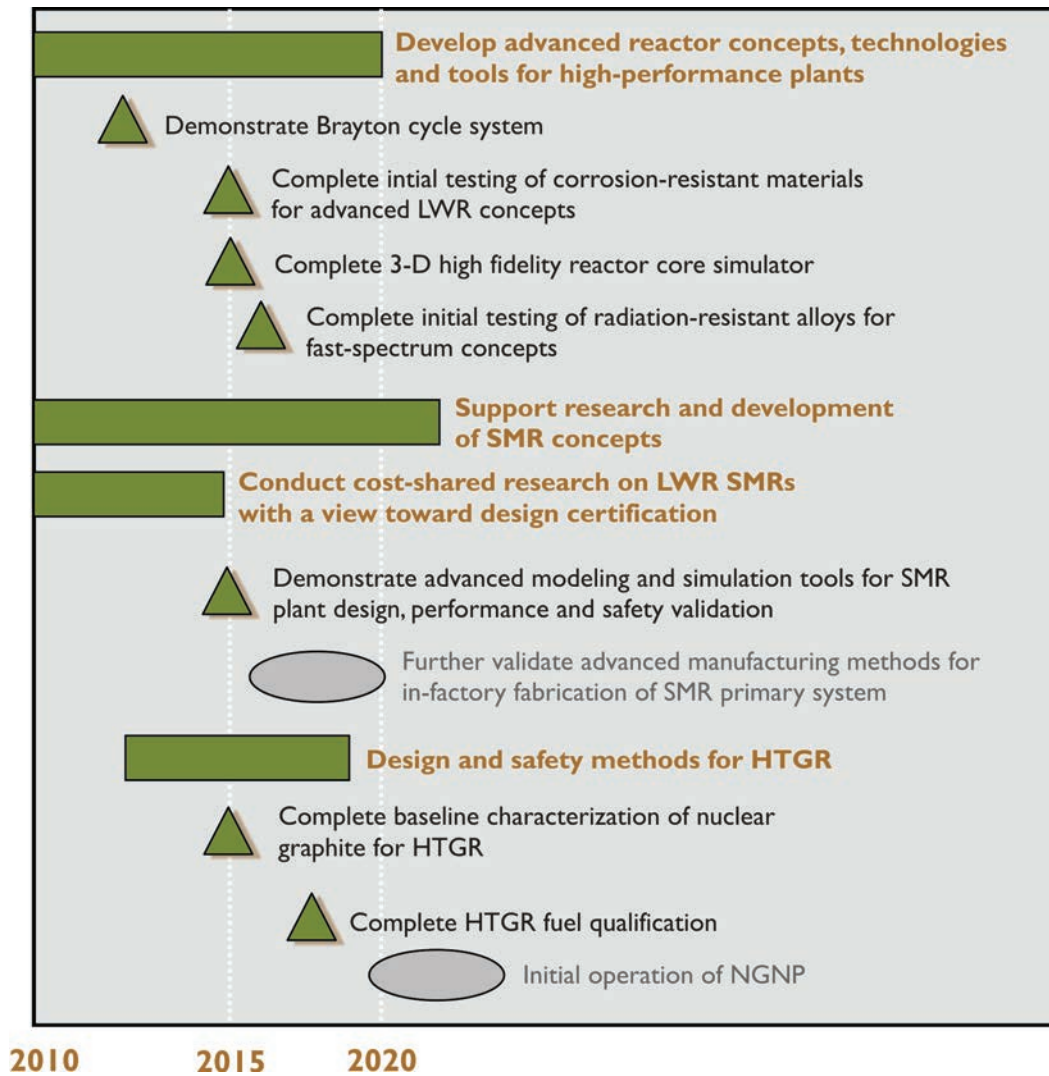 Develop advanced reactor concepts, technologies
and tools for high-performance plants
Demonstrate Brayton cycle system
Complete intial testing of corrosion-resistant materials
for advanced LWR concepts
Complete 3-D high fidelity reactor core simulator
Complete initial testing of radiation-resistant alloys for
fast-spectrum concepts
Support research and development
of SMR concepts
Conduct cost-shared research on LWR SMRs
with a view toward design certification
Demonstrate advanced modeling and simulation tools for SMR
plant design, performance and safety validation
Further validate advanced manufacturing methods for
in-factory fabrication of SMR primary system
Design and safety methods for HTGR
Complete baseline characterization of nuclear
graphite for HTGR
Complete HTGR fuel qualification
Initial operation of NGNP
2010 2015 2020